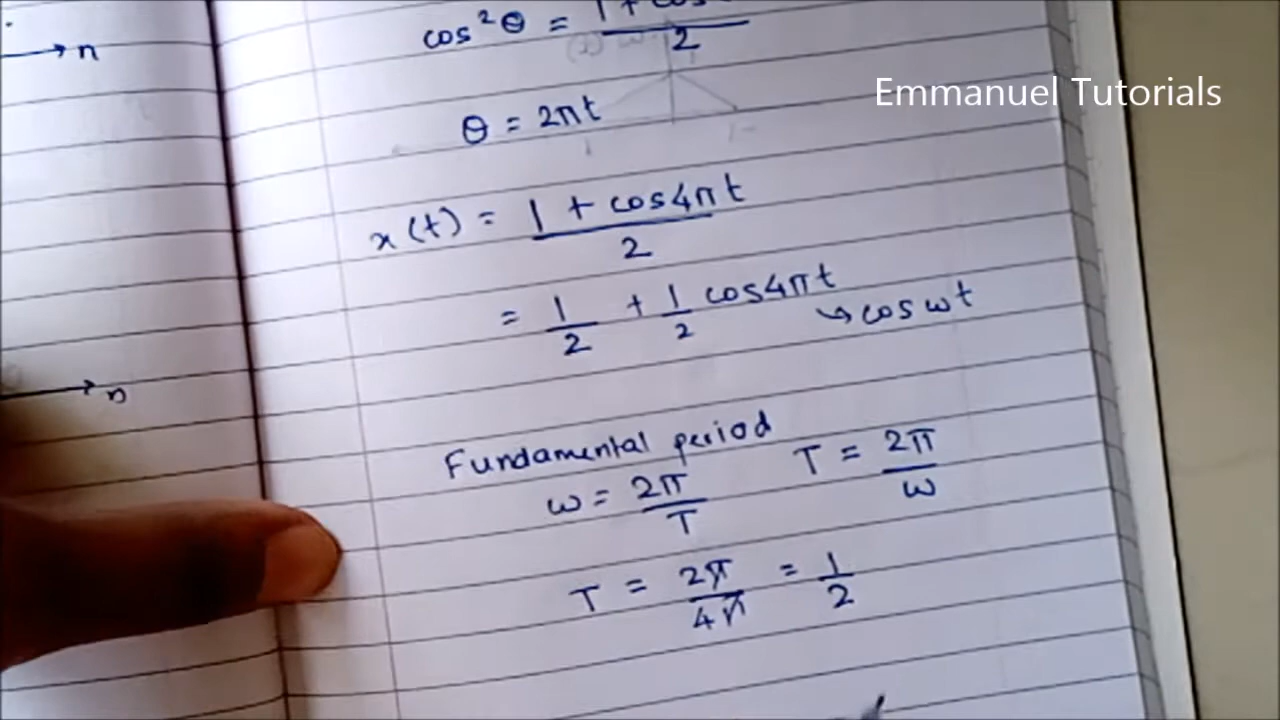 n
cos²θ = 1 + cos / 2
Emmanuel Tutorials
θ = 2πt
x(t) = 1 + cos4πt / 2
= 1/2 + 1/2 cos4πt
↳ cos ωt
n
Fundamental period
ω = 2π/T T = 2π/ω
T = 2π/4π = 1/2